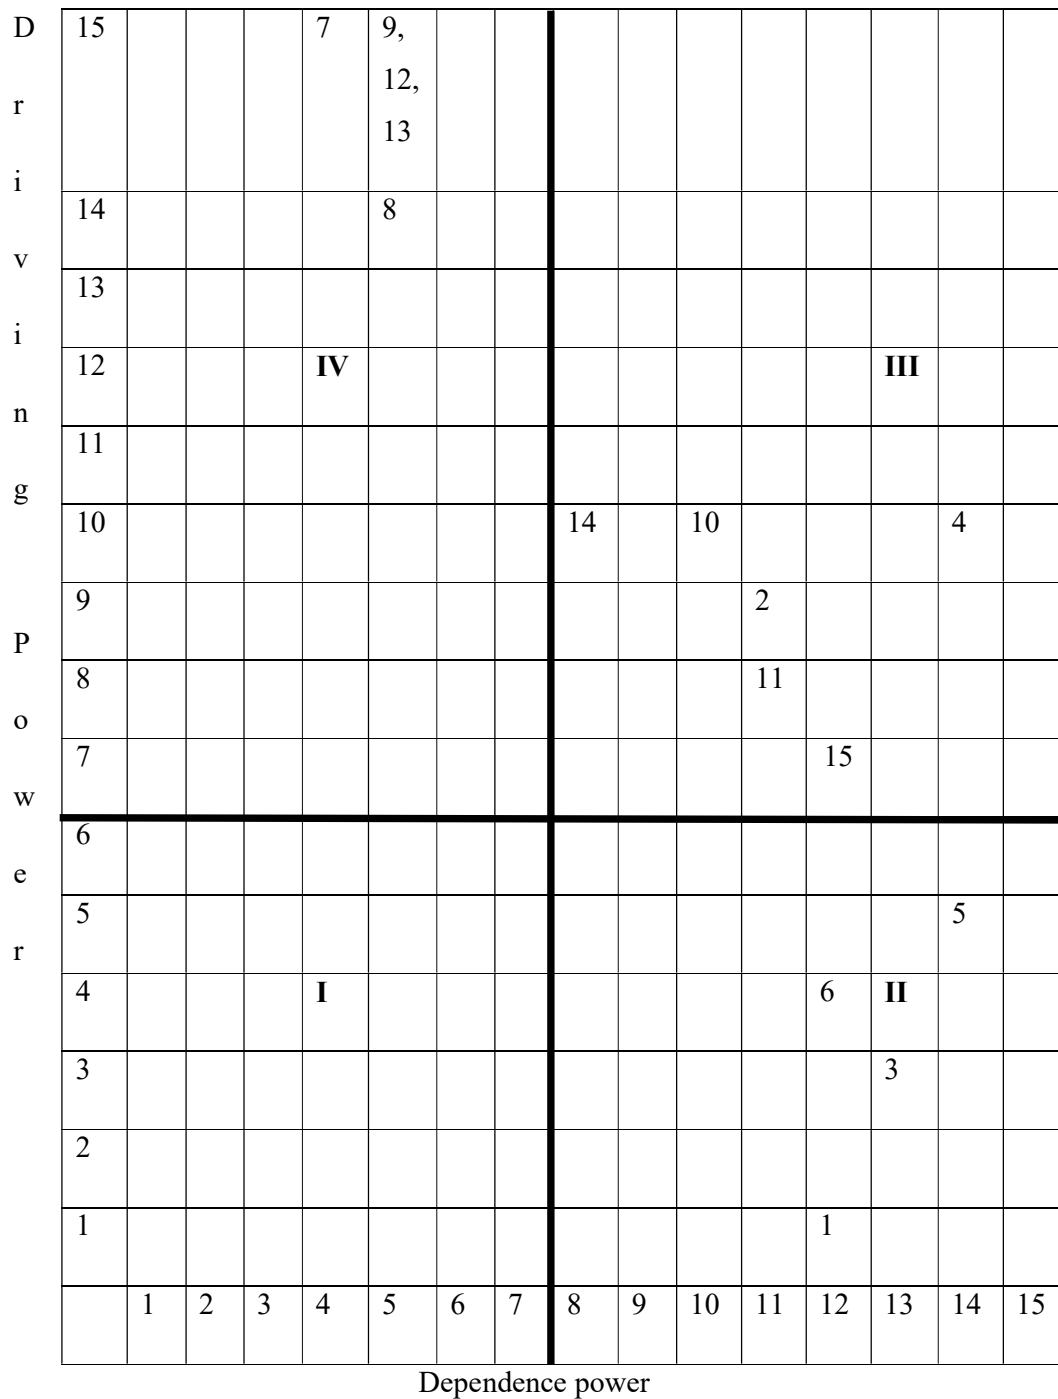 D 15 7 9,
12,
r 13
i
14 8
v
13
i
12 IV III
n
11
g
10 14 10 4
9 2
P
8 11
o
7 15
w
6
e
5 5
r
4 I 6 II
3 3
2
1 1
1 2 3 4 5 6 7 8 9 10 11 12 13 14 15
Dependence power